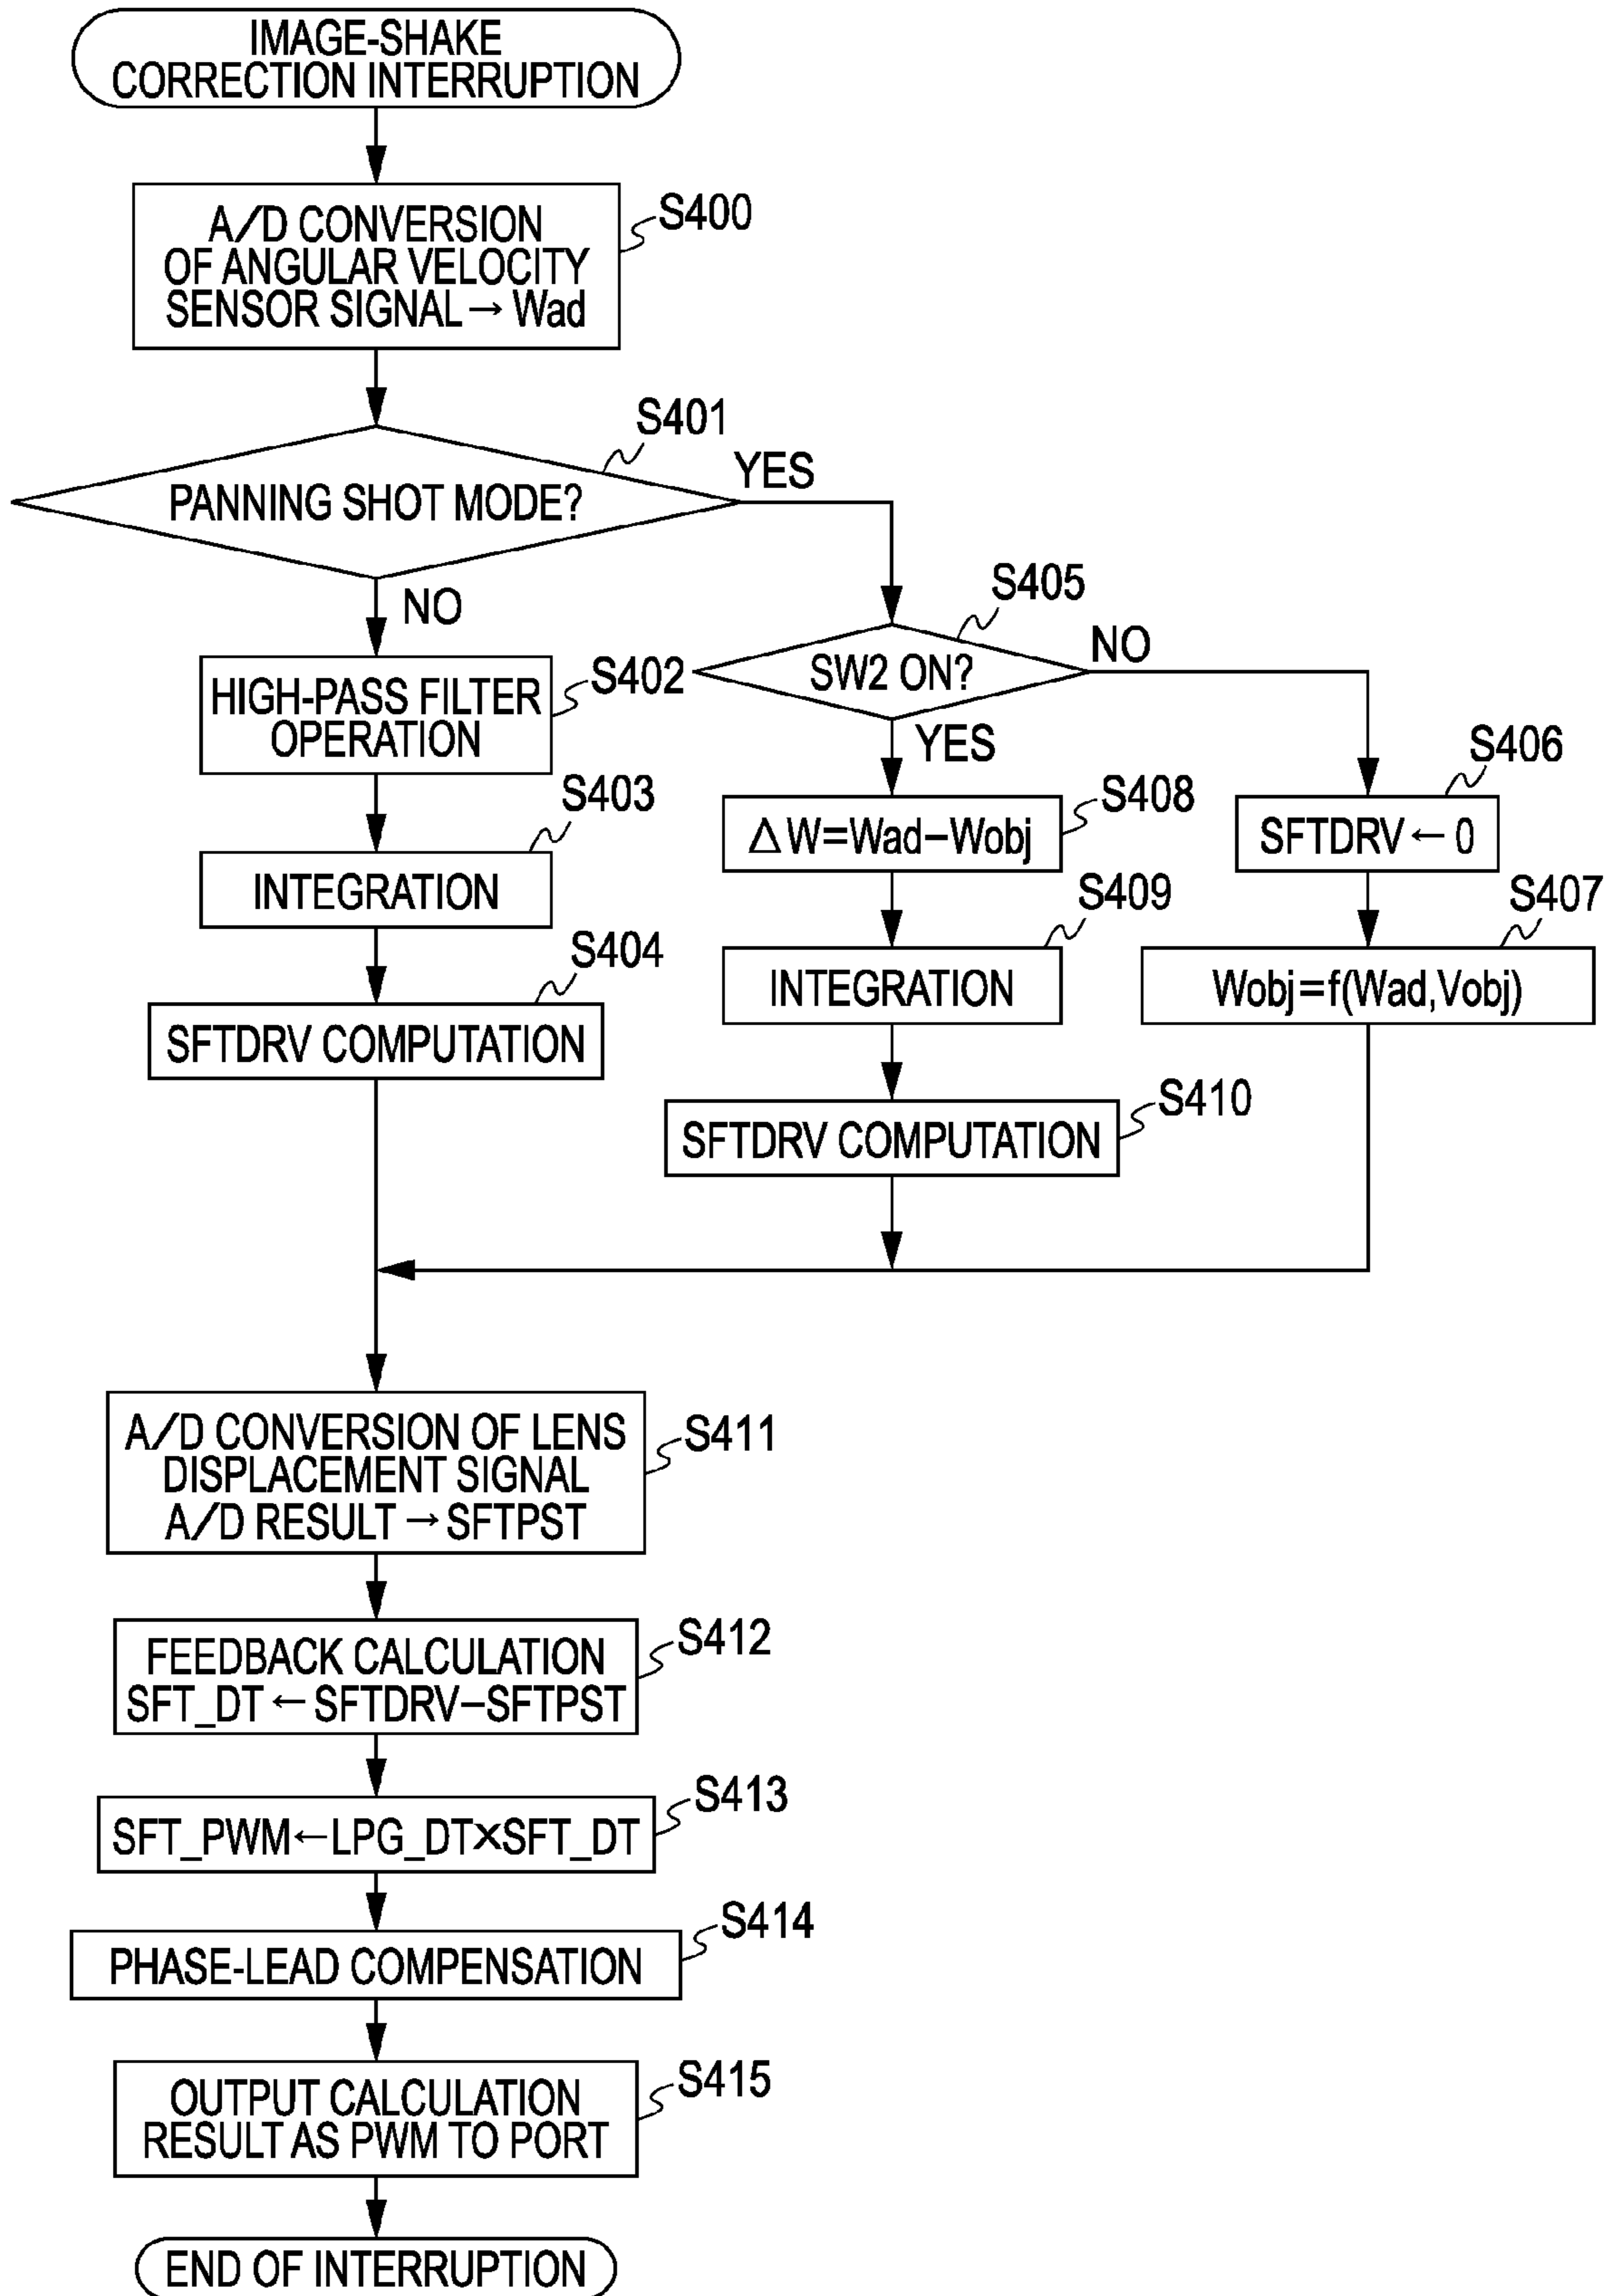 IMAGE-SHAKE
CORRECTION INTERRUPTION
A/D CONVERSION
OF ANGULAR VELOCITY
SENSOR SIGNAL → Wad
S400
PANNING SHOT MODE?
S401
YES
NO
HIGH-PASS FILTER
OPERATION
S402
INTEGRATION
S403
SFTDRV COMPUTATION
S404
SW2 ON?
S405
NO
YES
SFTDRV ← 0
S406
Wobj=f(Wad,Vobj)
S407
ΔW=Wad−Wobj
S408
INTEGRATION
S409
SFTDRV COMPUTATION
S410
A/D CONVERSION OF LENS
DISPLACEMENT SIGNAL
A/D RESULT → SFTPST
S411
FEEDBACK CALCULATION
SFT_DT ← SFTDRV−SFTPST
S412
SFT_PWM←LPG_DT×SFT_DT
S413
PHASE-LEAD COMPENSATION
S414
OUTPUT CALCULATION
RESULT AS PWM TO PORT
S415
END OF INTERRUPTION